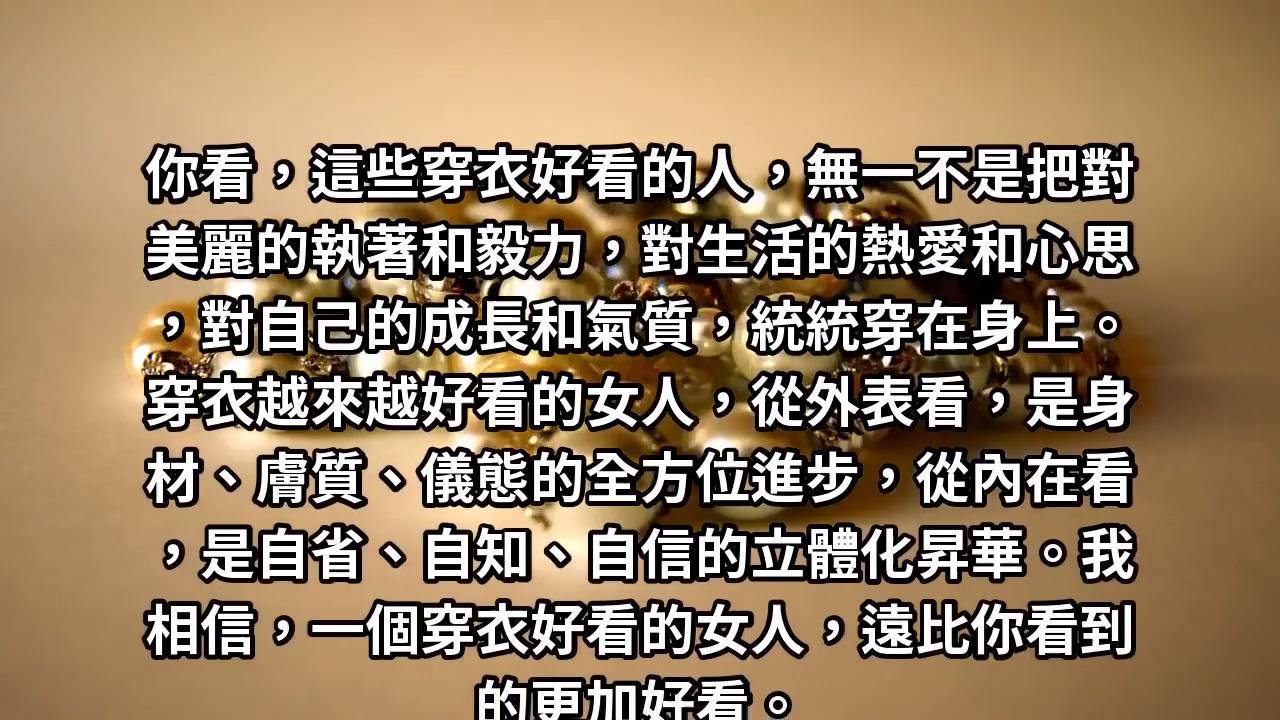 你看，這些穿衣好看的人，無一不是把對
美麗的執著和毅力，對生活的熱愛和心思
，對自己的成長和氣質，統統穿在身上。
穿衣越來越好看的女人，從外表看，是身
材、膚質、儀態的全方位進步，從內在看
，是自省、自知、自信的立體化昇華。我
相信，一個穿衣好看的女人，遠比你看到
的更加好看。